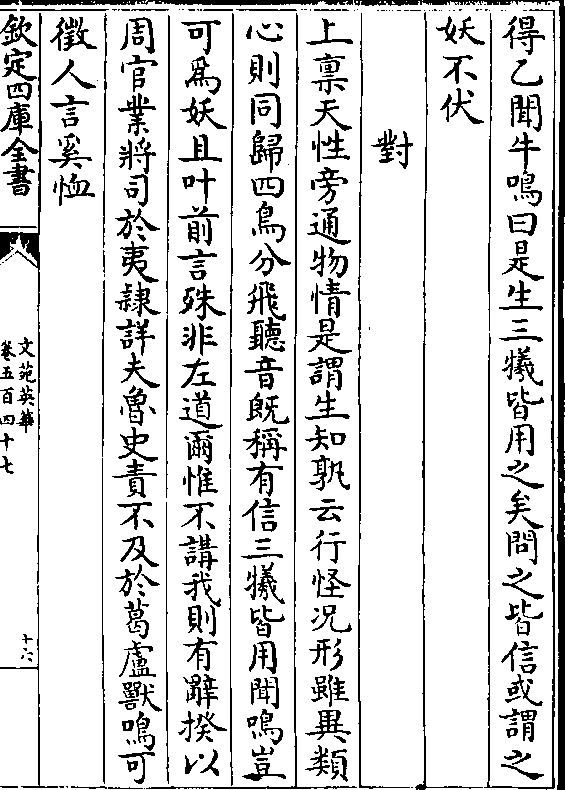 得乙聞牛鳴曰是生三犧皆用之矣問之皆信或謂之
妖不伏
對
上稟天性旁通物情是謂生知孰云行怪况形雖異類
心則同歸四鳥分飛聽音既稱有信三犧皆用聞鳴豈
可爲妖且叶前言殊非左道爾惟不講我則有辭揆以
周官業將司於夷隷詳夫魯史責不及於葛盧獸鳴可
徵人言奚恤
欽定四庫全書
文苑英華
卷五百四十七
十六